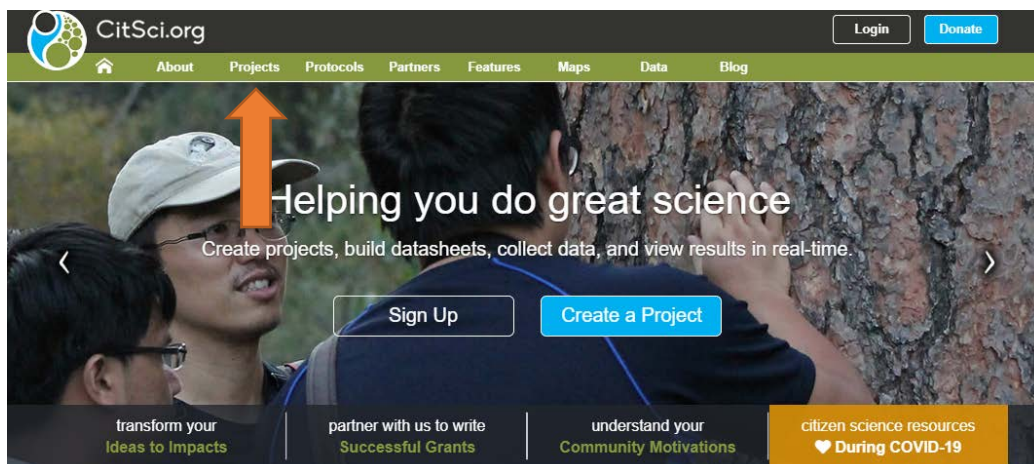 CitSci.org
Login
Donate
About Projects Protocols Partners Features Maps Data Blog
Helping you do great science
Create projects, build datasheets, collect data, and view results in real-time.
Sign Up
Create a Project
transform your
Ideas to Impacts
partner with us to write
Successful Grants
understand your
Community Motivations
citizen science resources
During COVID-19